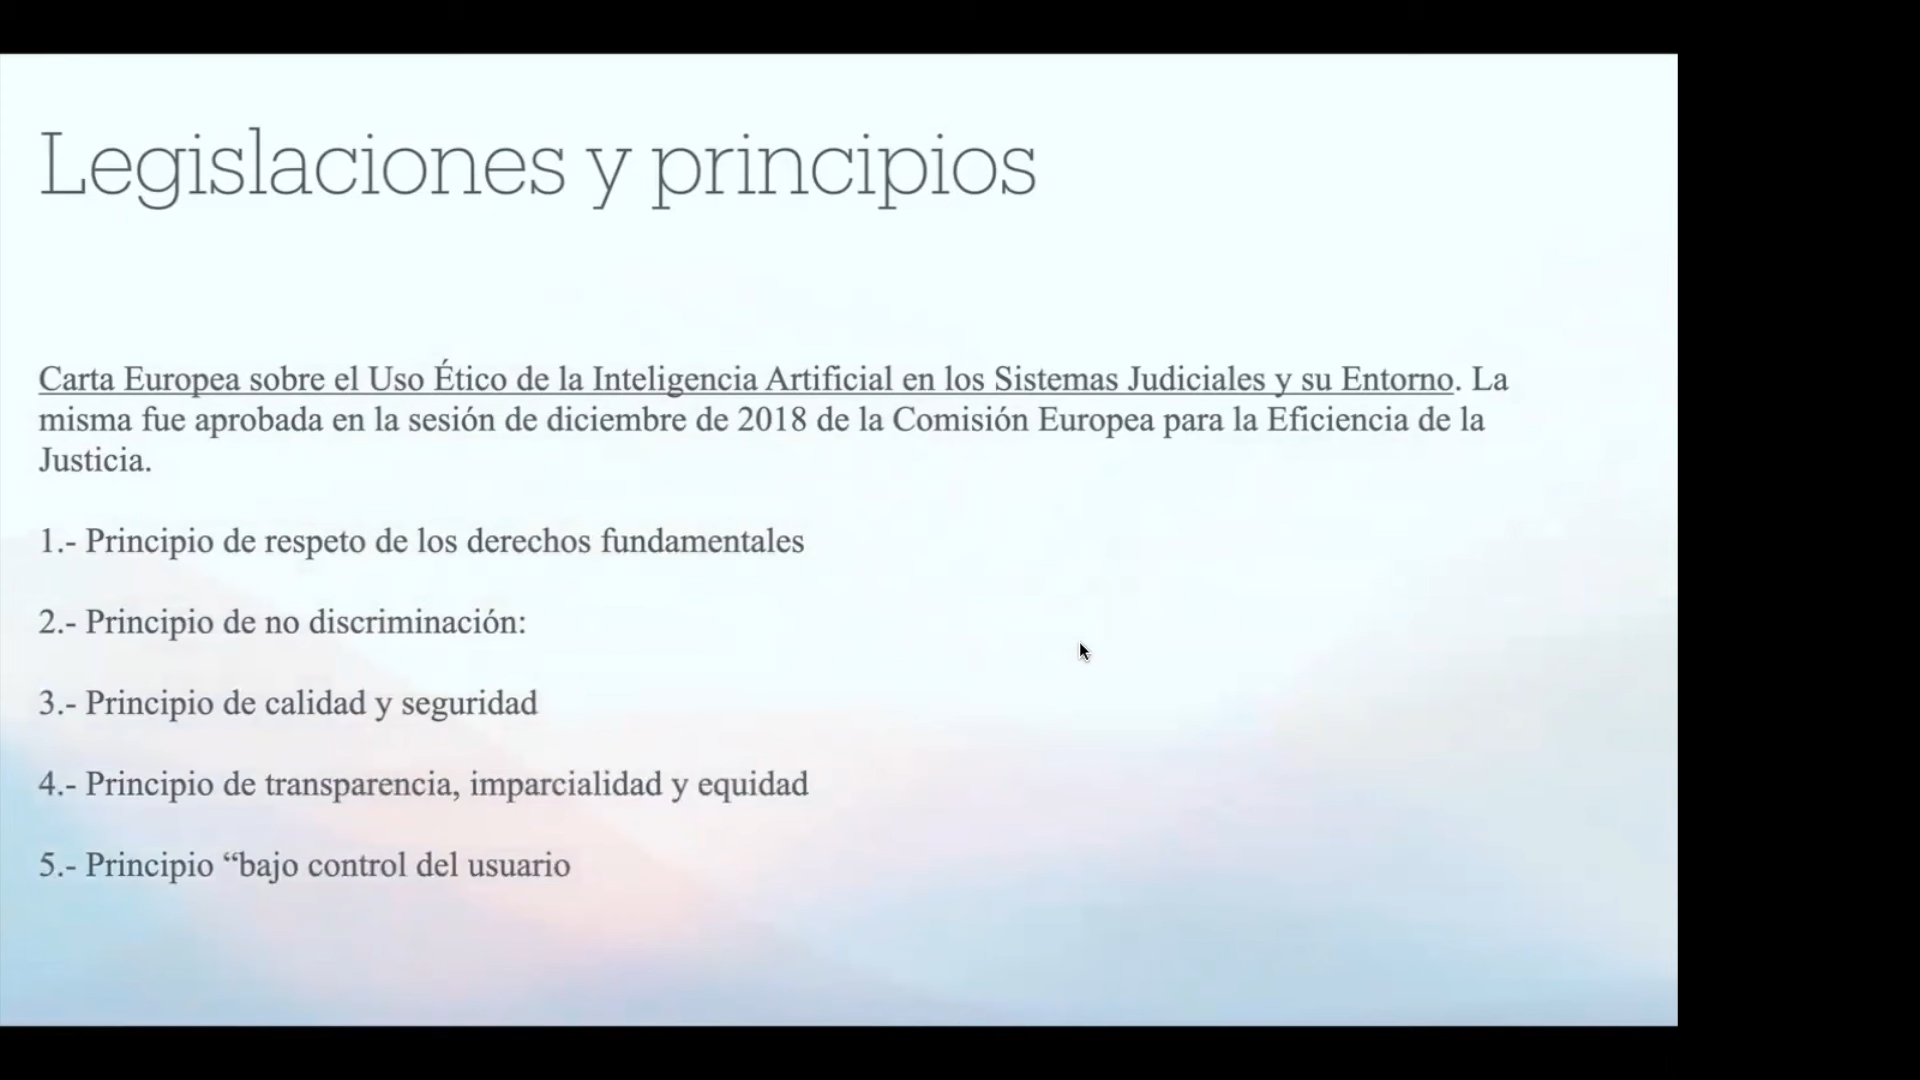 Legislaciones y principios
Carta Europea sobre el Uso Ético de la Inteligencia Artificial en los Sistemas Judiciales y su Entorno. La
misma fue aprobada en la sesión de diciembre de 2018 de la Comisión Europea para la Eficiencia de la
Justicia.
1.- Principio de respeto de los derechos fundamentales
2.- Principio de no discriminación:
3.- Principio de calidad y seguridad
4.- Principio de transparencia, imparcialidad y equidad
5.- Principio “bajo control del usuario